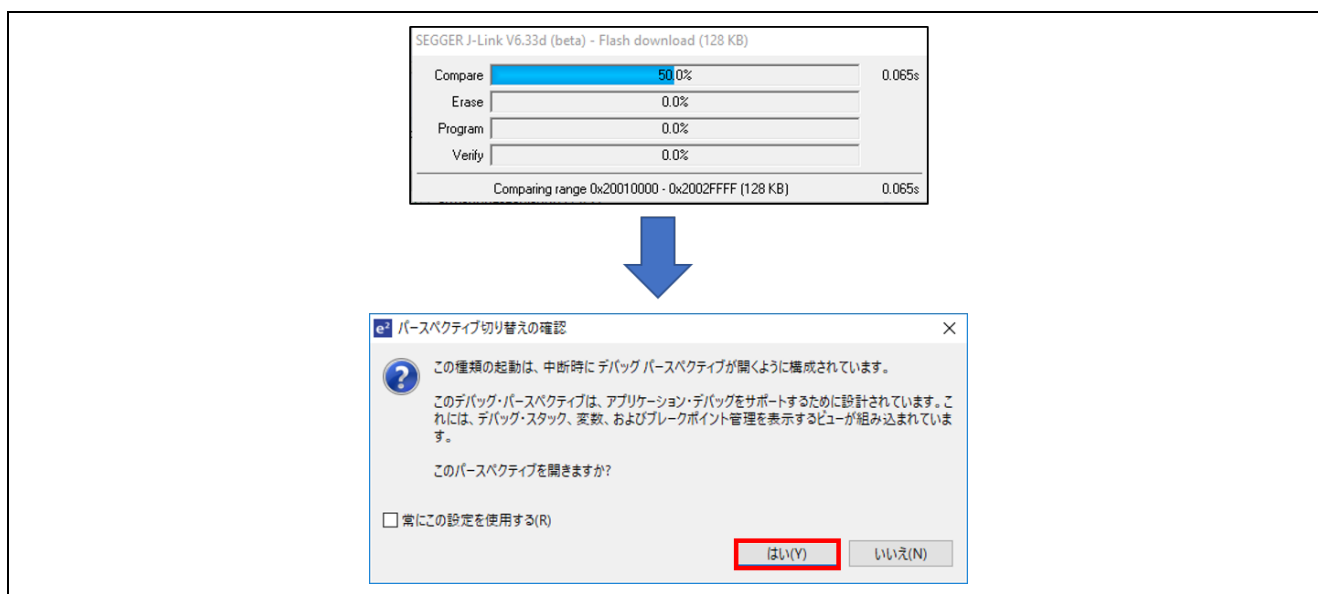 SEGGER J-Link V6.33d (beta) - Flash download (128 KB)
Compare 50.0% 0.065s
Erase 0.0%
Program 0.0%
Verify 0.0%
Comparing range 0x20010000 - 0x2002FFFF (128 KB) 0.065s
e² パースペクティブ切り替えの確認
この種類の起動は、中断時に デバッグ パースペクティブが開くように構成されています。
このデバッグ・パースペクティブは、アプリケーション・デバッグをサポートするために設計されています。こ
れには、デバッグ・スタック、変数、およびブレークポイント管理を表示するビューが組み込まれていま
す。
このパースペクティブを開きますか?
常にこの設定を使用する(R)
はい(Y) いいえ(N)